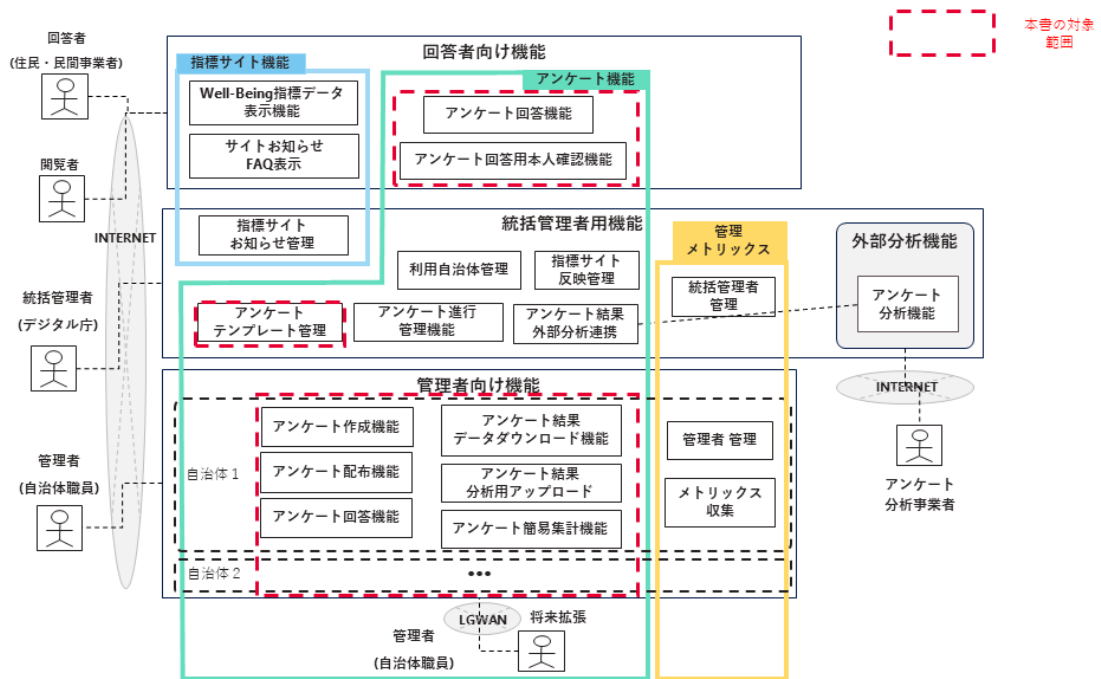 本書の対象
範囲
回答者
(住民・民間事業者)
回答者向け機能
指標サイト機能
アンケート機能
Well-Being指標データ
表示機能
サイトお知らせ
FAQ表示
アンケート回答機能
アンケート回答用本人確認機能
閲覧者
INTERNET
統括管理者用機能
指標サイト
お知らせ管理
利用自治体管理
指標サイト
反映管理
管理
メトリックス
統括管理者
管理
外部分析機能
アンケート
分析機能
統括管理者
(デジタル庁)
アンケート
テンプレート管理
アンケート進行
管理機能
アンケート結果
外部分析連携
管理者向け機能
INTERNET
自治体1
アンケート作成機能
アンケート配布機能
アンケート回答機能
アンケート結果
データダウンロード機能
アンケート結果
分析用アップロード
アンケート簡易集計機能
管理者 管理
メトリックス
収集
管理者
(自治体職員)
アンケート
分析事業者
自治体2
•••
LGWAN
将来拡張
管理者
(自治体職員)